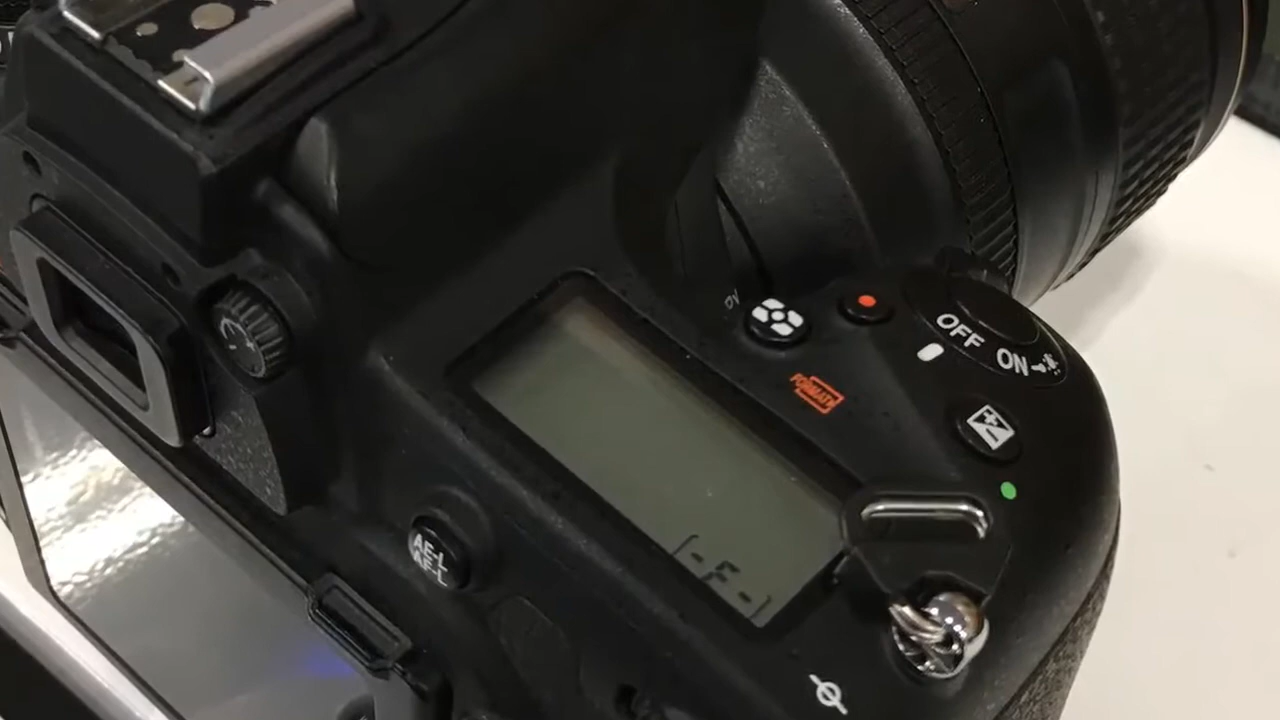 OFF
ON
FORMAT
[-E-]
AE-L
AF-L